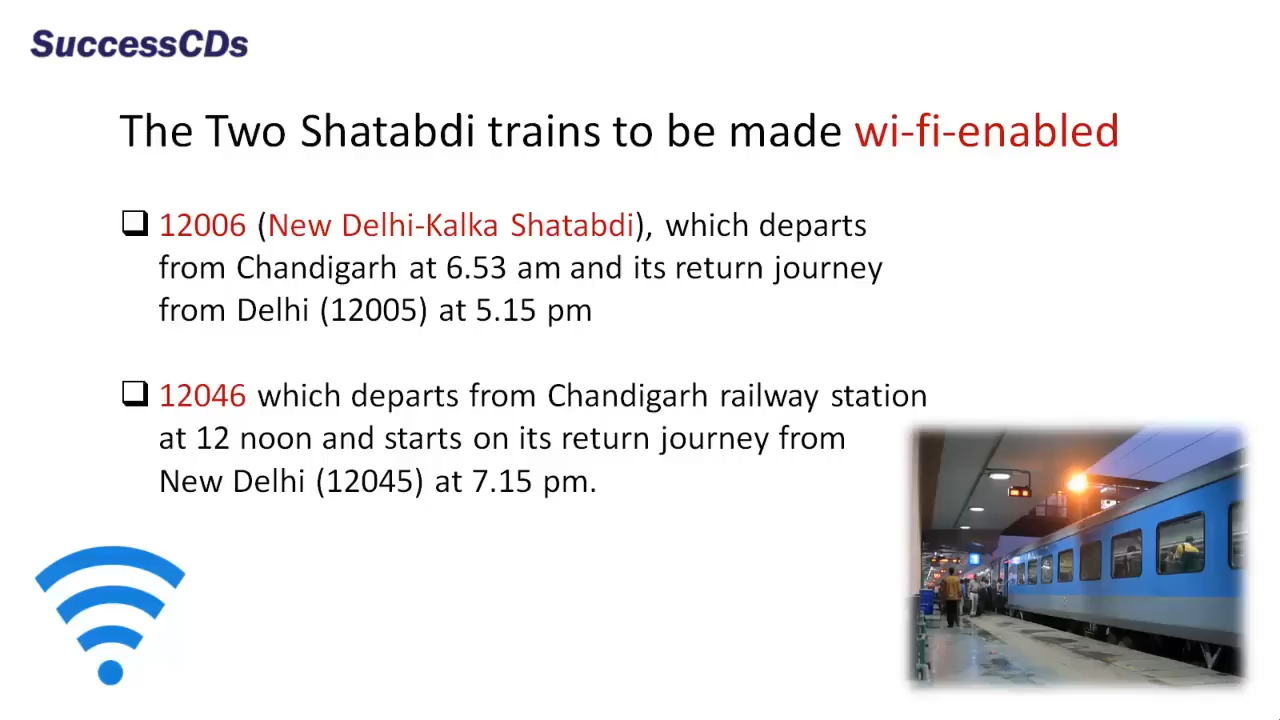 SuccessCDs
The Two Shatabdi trains to be made wi-fi-enabled
12006 (New Delhi-Kalka Shatabdi), which departs
from Chandigarh at 6.53 am and its return journey
from Delhi (12005) at 5.15 pm
12046 which departs from Chandigarh railway station
at 12 noon and starts on its return journey from
New Delhi (12045) at 7.15 pm.